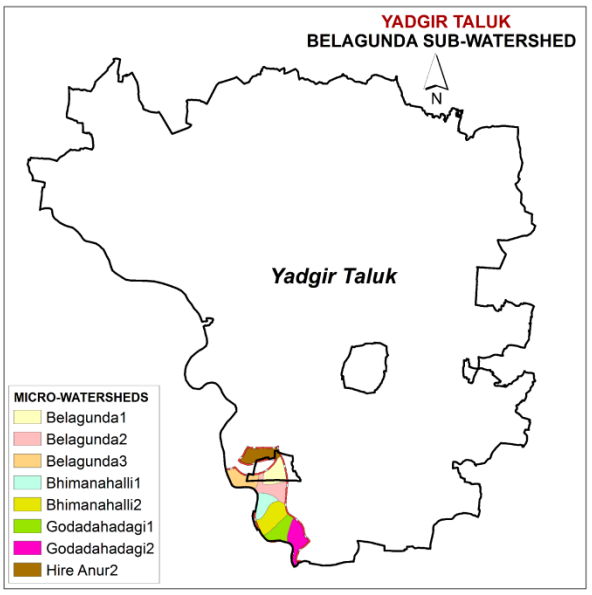 YADGIR TALUK
BELAGUNDA SUB-WATERSHED
N
Yadgir Taluk
MICRO-WATERSHEDS
Belagunda1
Belagunda2
Belagunda3
Bhimanahalli1
Bhimanahalli2
Godadahadagi1
Godadahadagi2
Hire Anur2